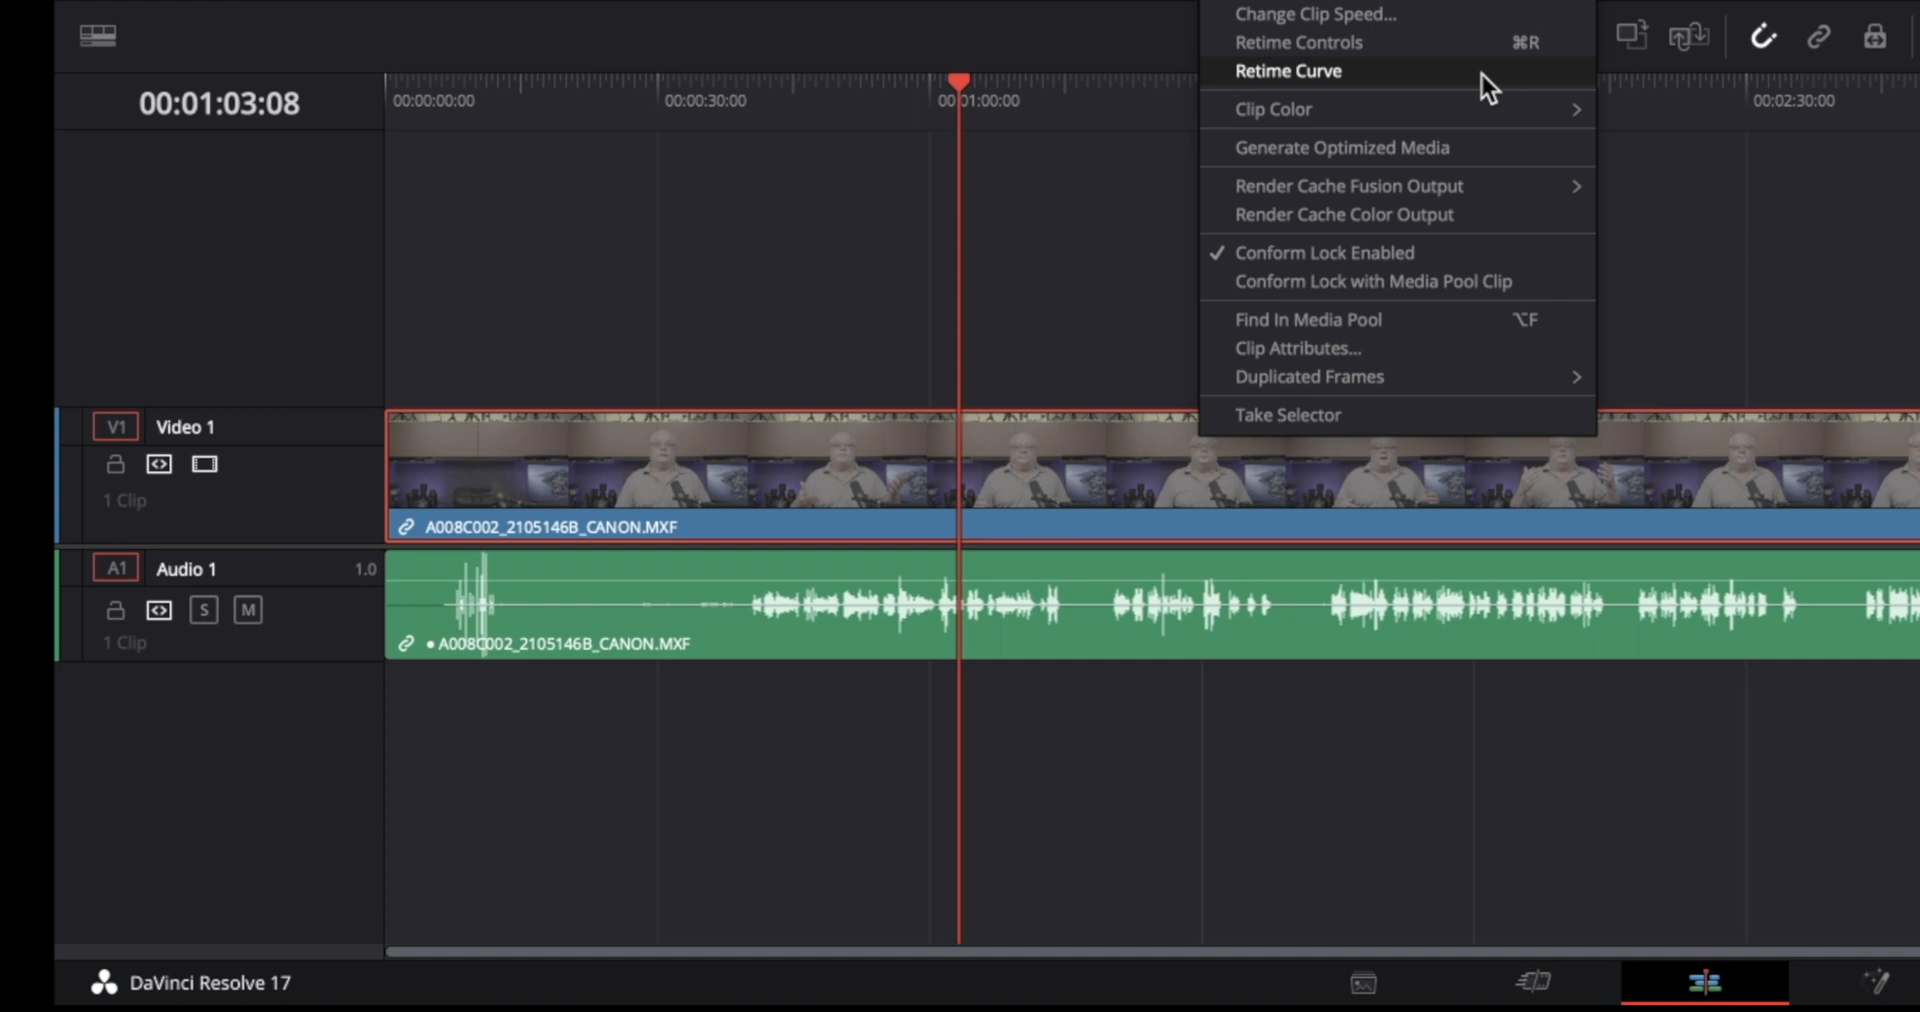 Change Clip Speed...
Retime Controls ⌘R
Retime Curve
Clip Color
Generate Optimized Media
Render Cache Fusion Output
Render Cache Color Output
Conform Lock Enabled
Conform Lock with Media Pool Clip
Find In Media Pool ⌥F
Clip Attributes...
Duplicated Frames
Take Selector
00:01:03:08
00:00:00:00 00:00:30:00 00:01:00:00 00:02:30:00
V1 Video 1
1 Clip
A008C002_2105146B_CANON.MXF
A1 Audio 1 1.0
S M
1 Clip
A008C002_2105146B_CANON.MXF
DaVinci Resolve 17